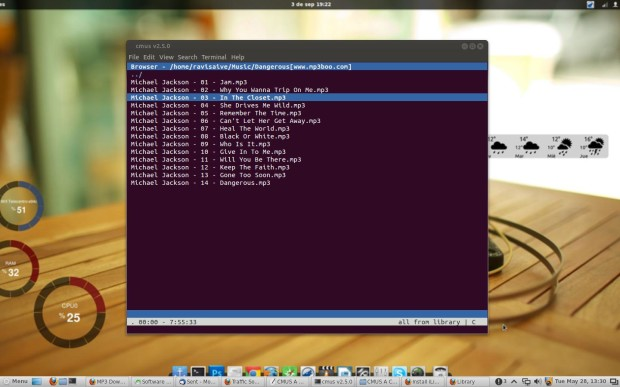 3 de sep 19:22
cmus v2.5.0
File Edit View Search Terminal Help
Browser - /home/ravisaive/Music/Dangerous[www.mp3boo.com]
../
Michael Jackson - 01 - Jam.mp3
Michael Jackson - 02 - Why You Wanna Trip On Me.mp3
Michael Jackson - 03 - In The Closet.mp3
Michael Jackson - 04 - She Drives Me Wild.mp3
Michael Jackson - 05 - Remember The Time.mp3
Michael Jackson - 06 - Can't Let Her Get Away.mp3
Michael Jackson - 07 - Heal The World.mp3
Michael Jackson - 08 - Black Or White.mp3
Michael Jackson - 09 - Who Is It.mp3
Michael Jackson - 10 - Give In To Me.mp3
Michael Jackson - 11 - Will You Be There.mp3
Michael Jackson - 12 - Keep The Faith.mp3
Michael Jackson - 13 - Gone Too Soon.mp3
Michael Jackson - 14 - Dangerous.mp3
. 00:00 - 7:55:33 all from library | C
12° 14° 12° 16°
Mar Mié Jue
% 51
RAM
% 32
CPU0
% 25
Menu MP3 Dow... Software ... Sent - Mo... Traffic Se... CMUS A ... cmus v2.5.0 CMUS A C... Install iLi... Library 3 Tue May 28, 13:30